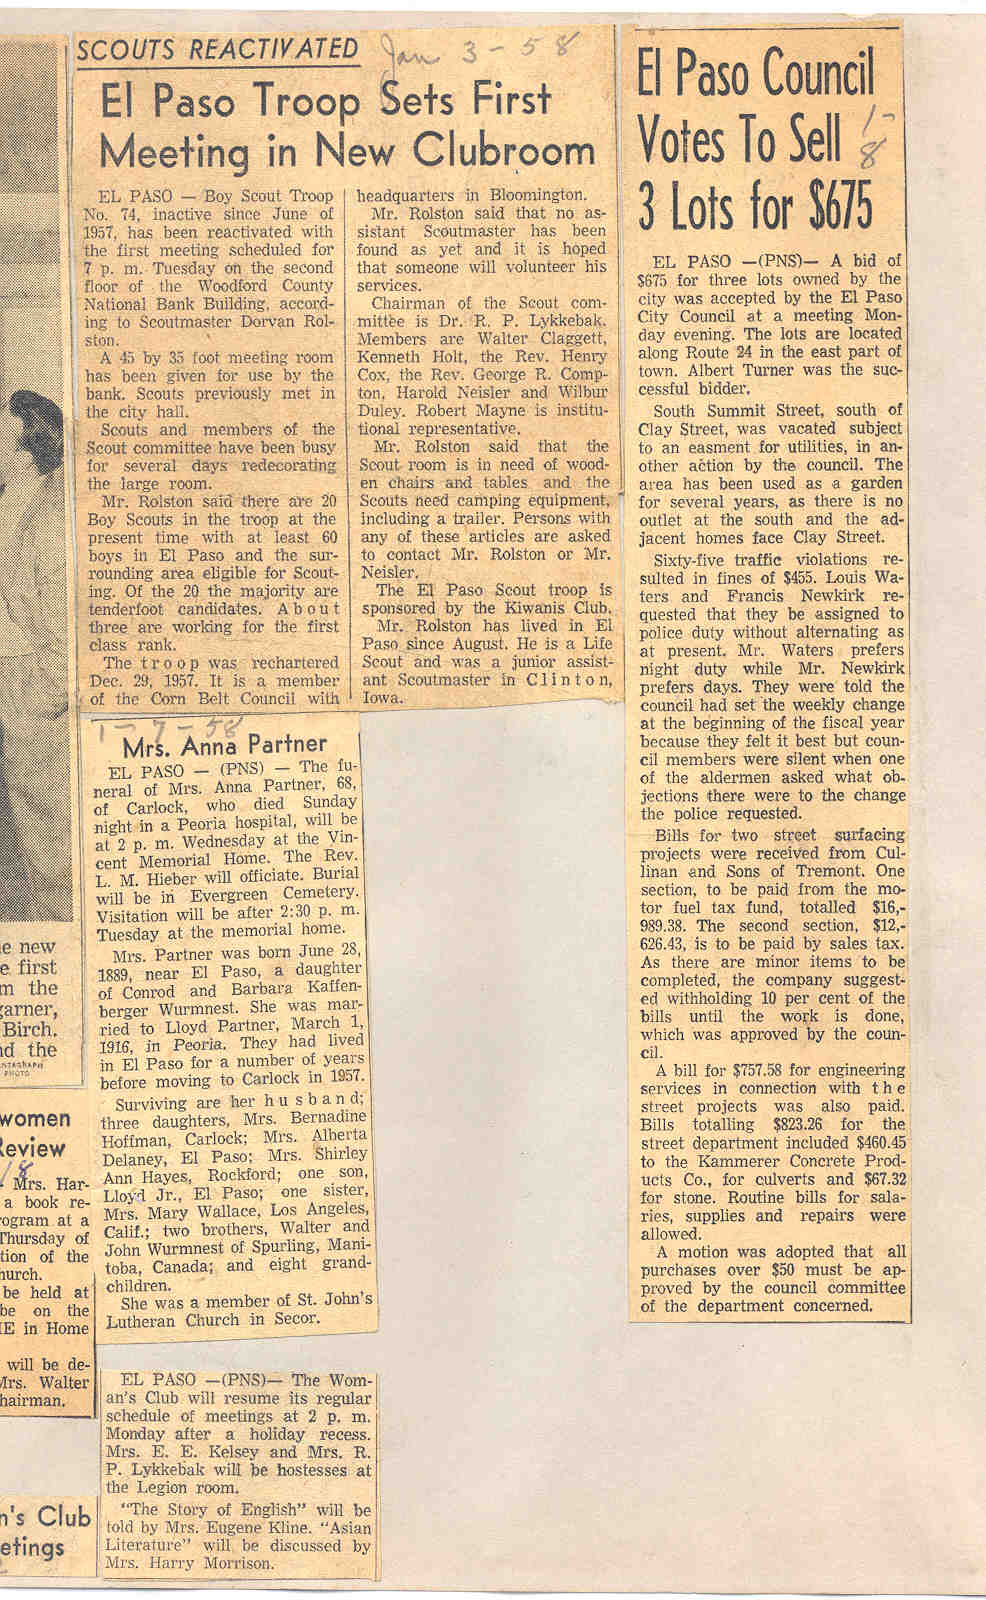 SCOUTS REACTIVATED
Jan 3-58
El Paso Troop Sets First
Meeting in New Clubroom
EL PASO — Boy Scout Troop
No. 74, inactive since June of
1957, has been reactivated with
the first meeting scheduled for
7 p. m. Tuesday on the second
floor of the Woodford County
National Bank Building, accord-
ing to Scoutmaster Dorvan Rol-
ston.
A 45 by 35 foot meeting room
has been given for use by the
bank. Scouts previously met in
the city hall.
Scouts and members of the
Scout committee have been busy
for several days redecorating
the large room.
Mr. Rolston said there are 20
Boy Scouts in the troop at the
present time with at least 60
boys in El Paso and the sur-
rounding area eligible for Scout-
ing. Of the 20 the majority are
tenderfoot candidates. About
three are working for the first
class rank.
The troop was rechartered
Dec. 29, 1957. It is a member
of the Corn Belt Council with
headquarters in Bloomington.
Mr. Rolston said that no as-
sistant Scoutmaster has been
found as yet and it is hoped
that someone will volunteer his
services.
Chairman of the Scout com-
mittee is Dr. R. P. Lykkebak.
Members are Walter Claggett,
Kenneth Holt, the Rev. Henry
Cox, the Rev. George R. Comp-
ton, Harold Neisler and Wilbur
Duley. Robert Mayne is institu-
tional representative.
Mr. Rolston said that the
Scout room is in need of wood-
en chairs and tables and the
Scouts need camping equipment,
including a trailer. Persons with
any of these articles are asked
to contact Mr. Rolston or Mr.
Neisler.
The El Paso Scout troop is
sponsored by the Kiwanis Club.
Mr. Rolston has lived in El
Paso since August. He is a Life
Scout and was a junior assist-
ant Scoutmaster in Clinton,
Iowa.
El Paso Council
Votes To Sell
3 Lots for $675
1-
8
EL PASO —(PNS)— A bid of
$675 for three lots owned by the
city was accepted by the El Paso
City Council at a meeting Mon-
day evening. The lots are located
along Route 24 in the east part of
town. Albert Turner was the suc-
cessful bidder.
South Summit Street, south of
Clay Street, was vacated subject
to an easment for utilities, in an-
other action by the council. The
area has been used as a garden
for several years, as there is no
outlet at the south and the ad-
jacent homes face Clay Street.
Sixty-five traffic violations re-
sulted in fines of $455. Louis Wa-
ters and Francis Newkirk re-
quested that they be assigned to
police duty without alternating as
at present. Mr. Waters prefers
night duty while Mr. Newkirk
prefers days. They were told the
council had set the weekly change
at the beginning of the fiscal year
because they felt it best but coun-
cil members were silent when one
of the aldermen asked what ob-
jections there were to the change
the police requested.
Bills for two street surfacing
projects were received from Cul-
linan and Sons of Tremont. One
section, to be paid from the mo-
tor fuel tax fund, totalled $16,-
989.38. The second section, $12,-
626.43, is to be paid by sales tax.
As there are minor items to be
completed, the company suggest-
ed withholding 10 per cent of the
bills until the work is done,
which was approved by the coun-
cil.
A bill for $757.58 for engineering
services in connection with the
street projects was also paid.
Bills totalling $823.26 for the
street department included $460.45
to the Kammerer Concrete Prod-
ucts Co., for culverts and $67.32
for stone. Routine bills for sala-
ries, supplies and repairs were
allowed.
A motion was adopted that all
purchases over $50 must be ap-
proved by the council committee
of the department concerned.
1-7-58
Mrs. Anna Partner
EL PASO — (PNS) — The fu-
neral of Mrs. Anna Partner, 68,
of Carlock, who died Sunday
night in a Peoria hospital, will be
at 2 p. m. Wednesday at the Vin-
cent Memorial Home. The Rev.
L. M. Hieber will officiate. Burial
will be in Evergreen Cemetery.
Visitation will be after 2:30 p. m.
Tuesday at the memorial home.
Mrs. Partner was born June 28,
1889, near El Paso, a daughter
of Conrod and Barbara Kaffen-
berger Wurmnest. She was mar-
ried to Lloyd Partner, March 1,
1916, in Peoria. They had lived
in El Paso for a number of years
before moving to Carlock in 1957.
Surviving are her husband;
three daughters, Mrs. Bernadine
Hoffman, Carlock; Mrs. Alberta
Delaney, El Paso; Mrs. Shirley
Ann Hayes, Rockford; one son,
Lloyd Jr., El Paso; one sister,
Mrs. Mary Wallace, Los Angeles,
Calif.; two brothers, Walter and
John Wurmnest of Spurling, Mani-
toba, Canada; and eight grand-
children.
She was a member of St. John's
Lutheran Church in Secor.
EL PASO —(PNS)— The Wom-
an's Club will resume its regular
schedule of meetings at 2 p. m.
Monday after a holiday recess.
Mrs. E. E. Kelsey and Mrs. R.
P. Lykkebak will be hostesses at
the Legion room.
"The Story of English" will be
told by Mrs. Eugene Kline. "Asian
Literature" will be discussed by
Mrs. Harry Morrison.
e new
e first
m the
garner,
Birch.
nd the
PHOTO
women
Review
/8
. Mrs. Har-
a book re-
rogram at a
Thursday of
tion of the
hurch.
be held at
be on the
IE in Home
will be de-
Mrs. Walter
hairman.
n's Club
etings